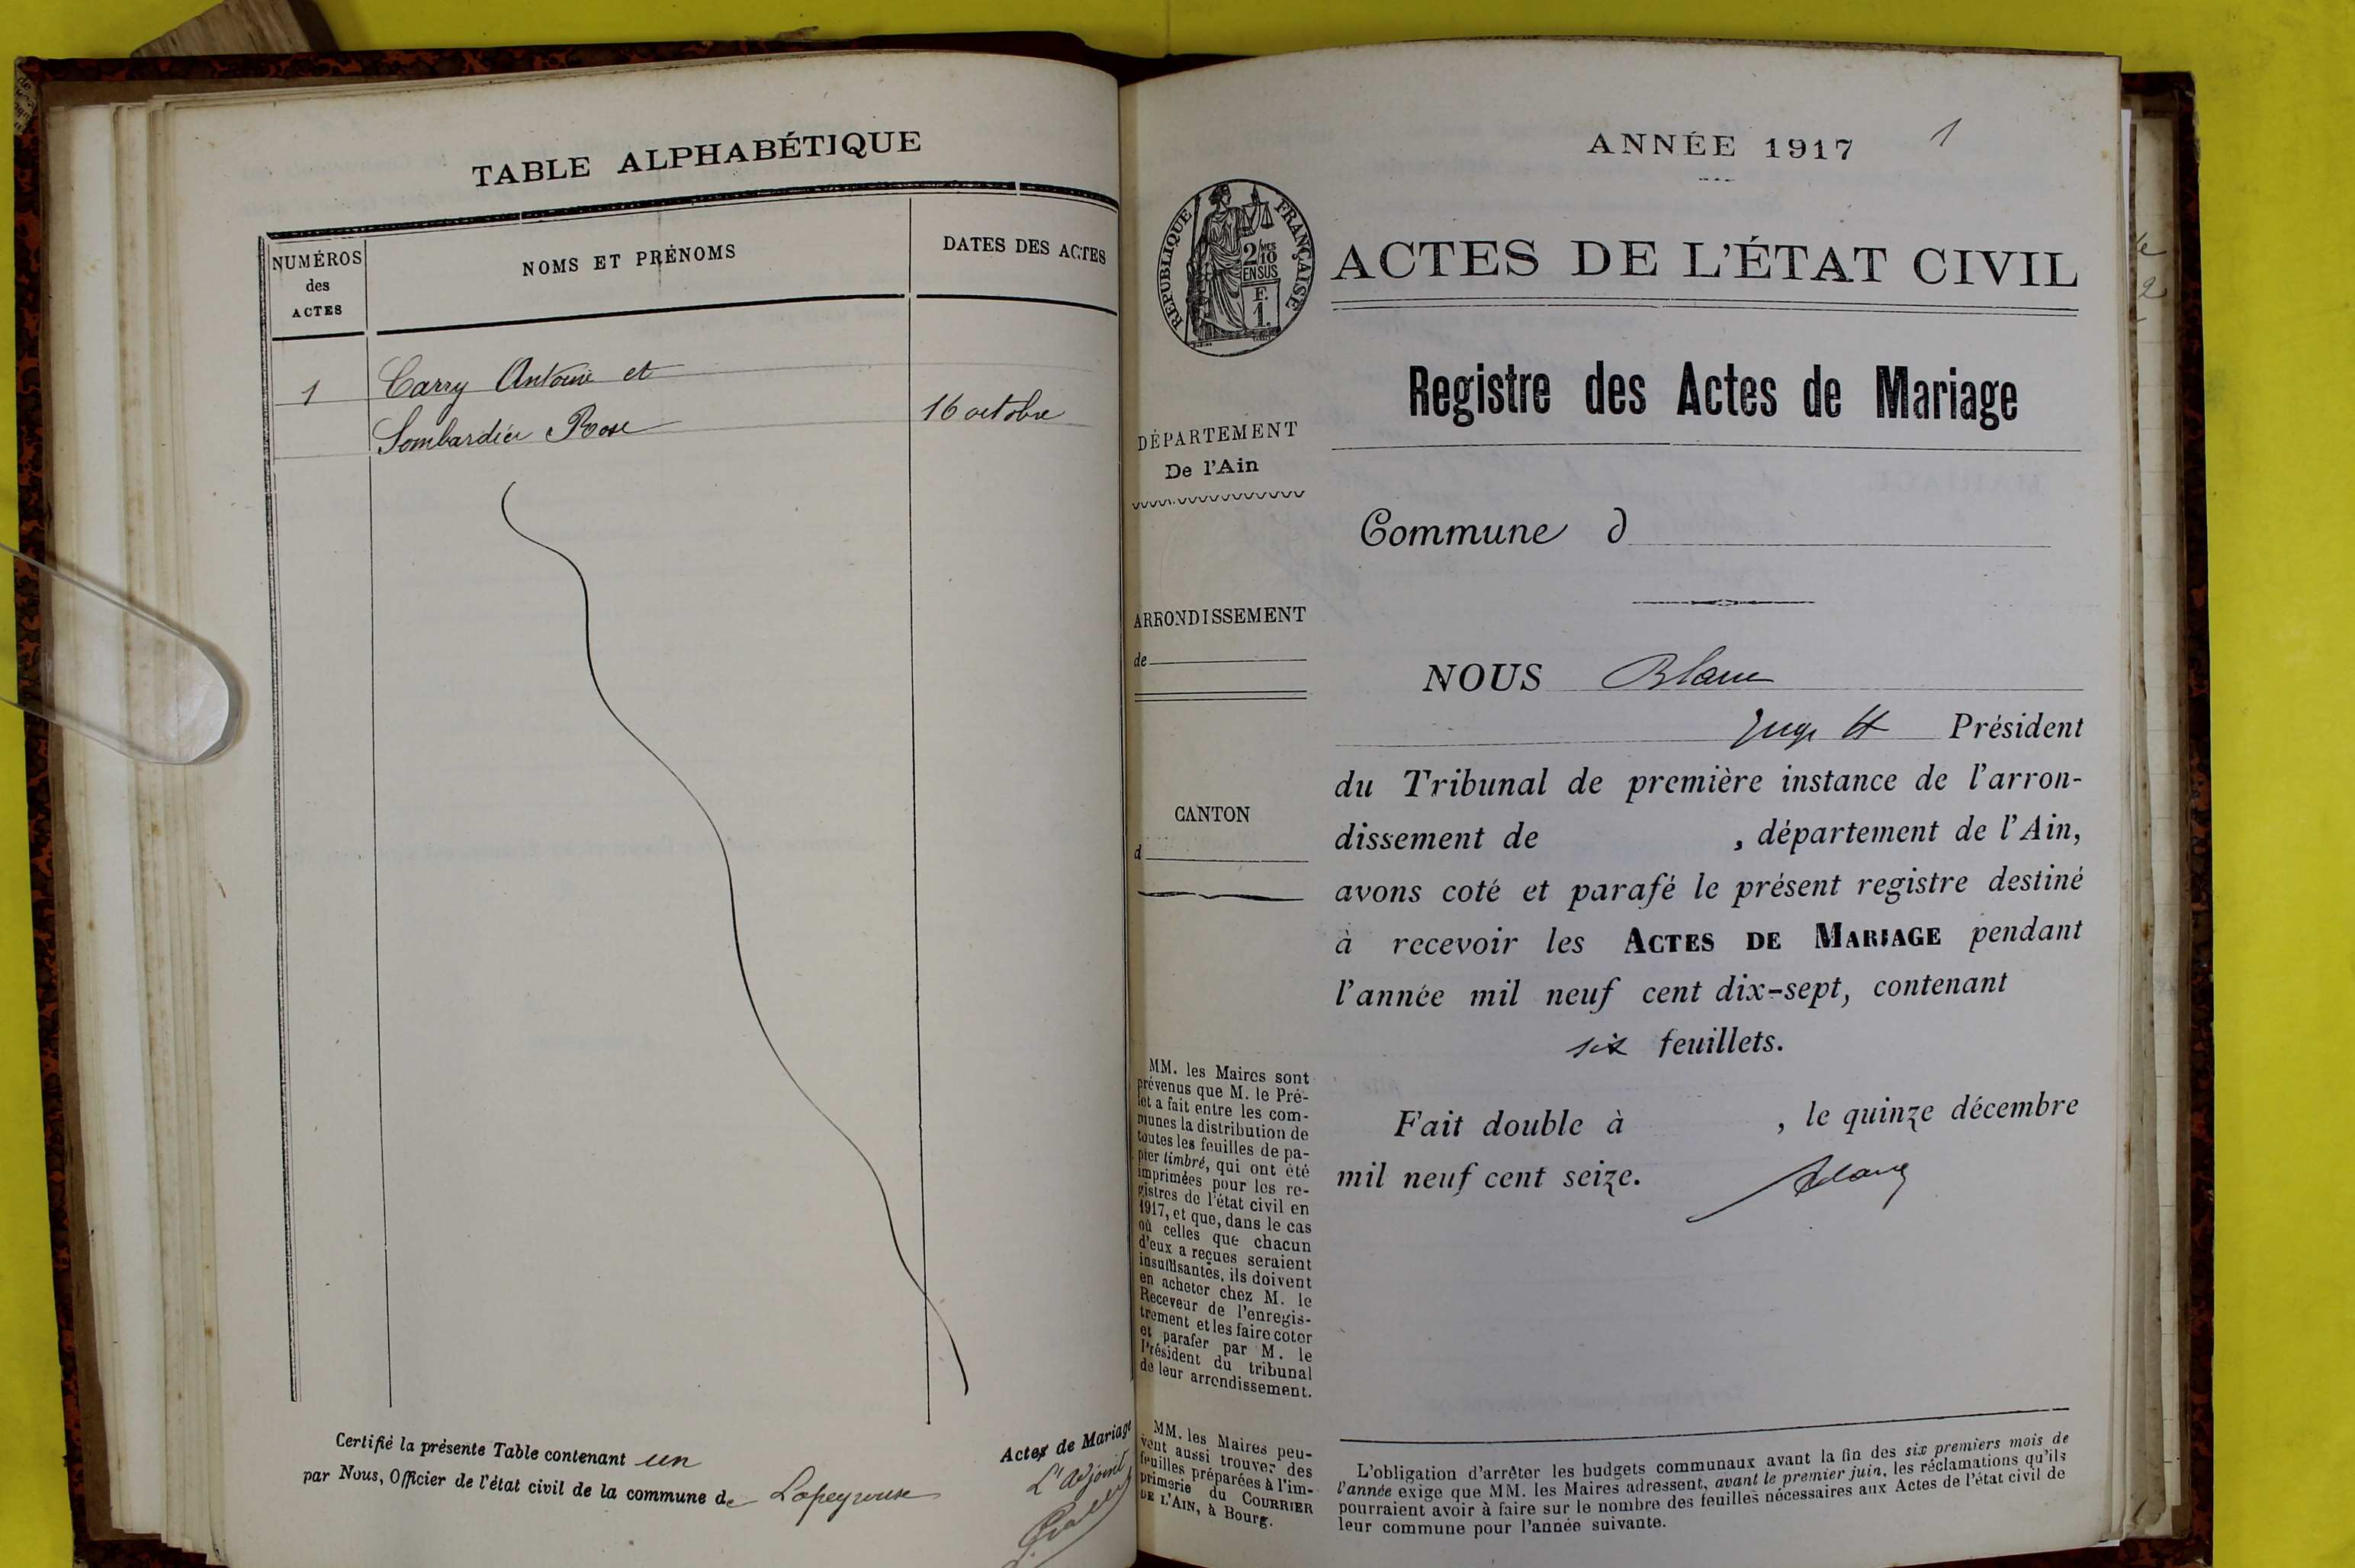 TABLE ALPHABÉTIQUE
NUMÉROS
des
ACTES
NOMS ET PRÉNOMS
DATES DES ACTES
1
Carry Antoine et
Lombardier Rose
16 octobre
Certifié la présente Table contenant un
Actes de Mariage
par Nous, Officier de l'état civil de la commune de Lapeyrouse
L'Adjoint
ANNÉE 1917
1
RÉPUBLIQUE FRANÇAISE
2/10 MES
EN SUS
F.
1.
ACTES DE L'ÉTAT CIVIL
Registre des Actes de Mariage
DÉPARTEMENT
De l'Ain
Commune d
ARRONDISSEMENT
de
CANTON
d
NOUS Blanc
Juge Président
du Tribunal de première instance de l'arron-
dissement de , département de l'Ain,
avons coté et parafé le présent registre destiné
à recevoir les ACTES DE MARIAGE pendant
l'année mil neuf cent dix-sept, contenant
six feuillets.
Fait double à , le quinze décembre
mil neuf cent seize.
Blanc
MM. les Maires sont
prévenus que M. le Pré-
fet a fait entre les com-
munes la distribution de
toutes les feuilles de pa-
pier timbré, qui ont été
imprimées pour les re-
gistres de l'état civil en
1917, et que, dans le cas
où celles que chacun
d'eux a reçues seraient
insuffisantes, ils doivent
en acheter chez M. le
Receveur de l'enregis-
trement et les faire coter
et parafer par M. le
Président du tribunal
de leur arrondissement.
MM. les Maires peu-
vent aussi trouver des
feuilles préparées à l'im-
primerie du COURRIER
DE L'AIN, à Bourg.
L'obligation d'arrêter les budgets communaux avant la fin des six premiers mois de
l'année exige que MM. les Maires adressent, avant le premier juin, les réclamations qu'ils
pourraient avoir à faire sur le nombre des feuilles nécessaires aux Actes de l'état civil de
leur commune pour l'année suivante.